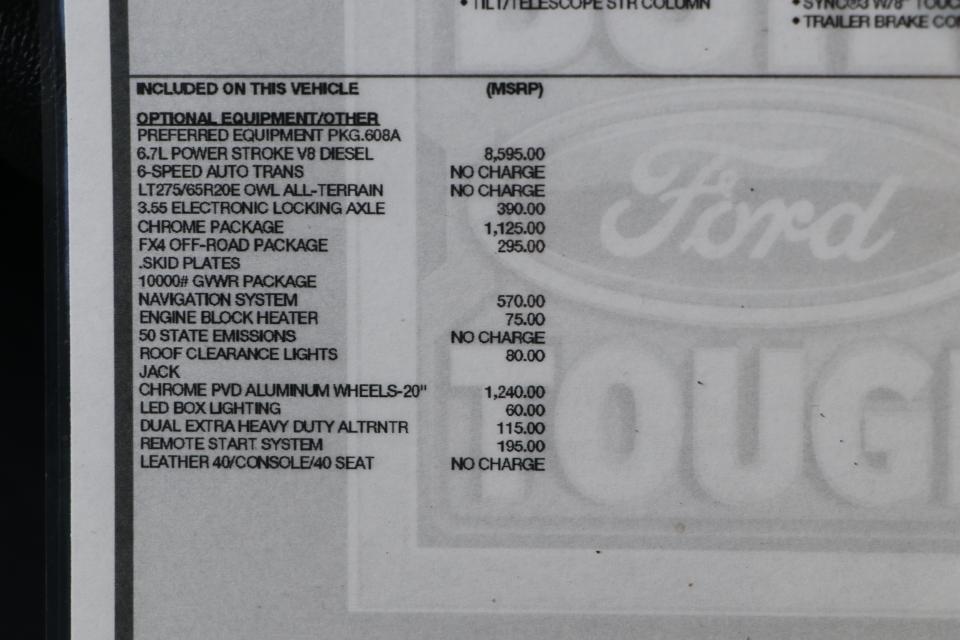 • TILT/TELESCOPE STR COLUMN
• SYNC®3 W/8" TOUC
• TRAILER BRAKE CO
INCLUDED ON THIS VEHICLE (MSRP)
OPTIONAL EQUIPMENT/OTHER
PREFERRED EQUIPMENT PKG.608A
6.7L POWER STROKE V8 DIESEL 8,595.00
6-SPEED AUTO TRANS NO CHARGE
LT275/65R20E OWL ALL-TERRAIN NO CHARGE
3.55 ELECTRONIC LOCKING AXLE 390.00
CHROME PACKAGE 1,125.00
FX4 OFF-ROAD PACKAGE 295.00
.SKID PLATES
10000# GVWR PACKAGE
NAVIGATION SYSTEM 570.00
ENGINE BLOCK HEATER 75.00
50 STATE EMISSIONS NO CHARGE
ROOF CLEARANCE LIGHTS 80.00
JACK
CHROME PVD ALUMINUM WHEELS-20" 1,240.00
LED BOX LIGHTING 60.00
DUAL EXTRA HEAVY DUTY ALTRNTR 115.00
REMOTE START SYSTEM 195.00
LEATHER 40/CONSOLE/40 SEAT NO CHARGE
Ford
TOUG